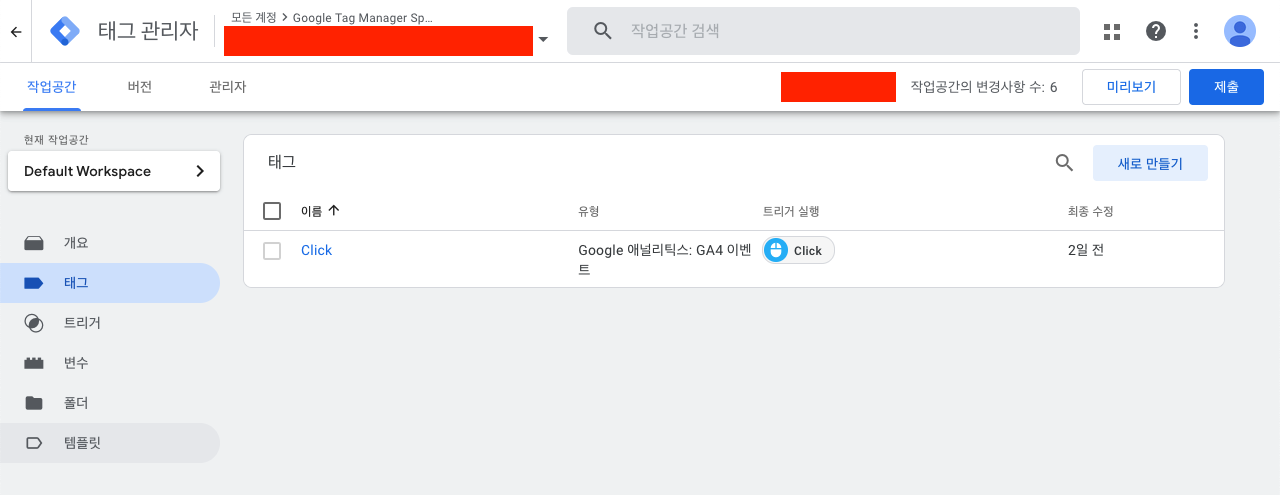 태그 관리자
모든 계정 > Google Tag Manager Sp...
작업공간 검색
작업공간
버전
관리자
작업공간의 변경사항 수: 6
미리보기
제출
현재 작업공간
Default Workspace
개요
태그
트리거
변수
폴더
템플릿
태그
새로 만들기
이름
유형
트리거 실행
최종 수정
Click
Google 애널리틱스: GA4 이벤
트
Click
2일 전